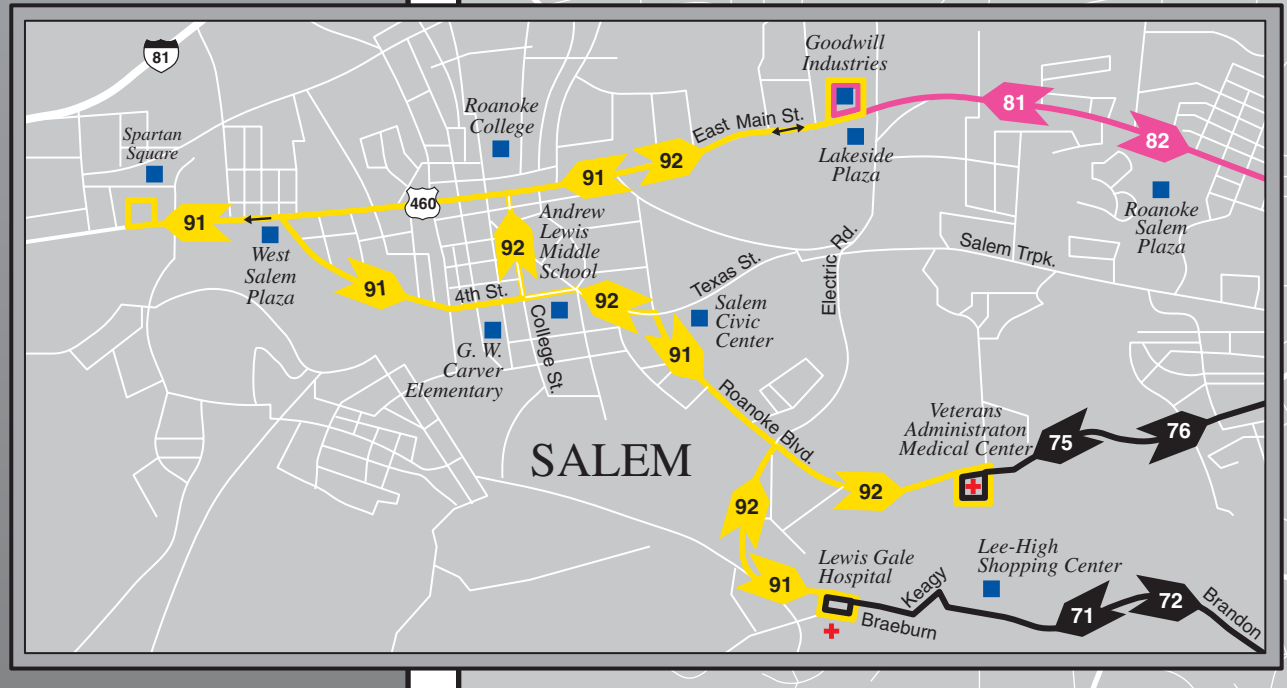 81
Goodwill
Industries
Roanoke
College
Spartan
Square
East Main St.
81
82
Lakeside
Plaza
91
92
460
91
West
Salem
Plaza
Andrew
Lewis
Middle
School
92
Roanoke
Salem
Plaza
Electric Rd.
Salem Trpk.
Texas St.
91
4th St.
92
Salem
Civic
Center
G. W.
Carver
Elementary
College St.
91
Roanoke Blvd.
SALEM
Veterans
Administraton
Medical Center
75
76
92
92
Lewis Gale
Hospital
91
Lee-High
Shopping Center
Keagy
Braeburn
71
72
Brandon